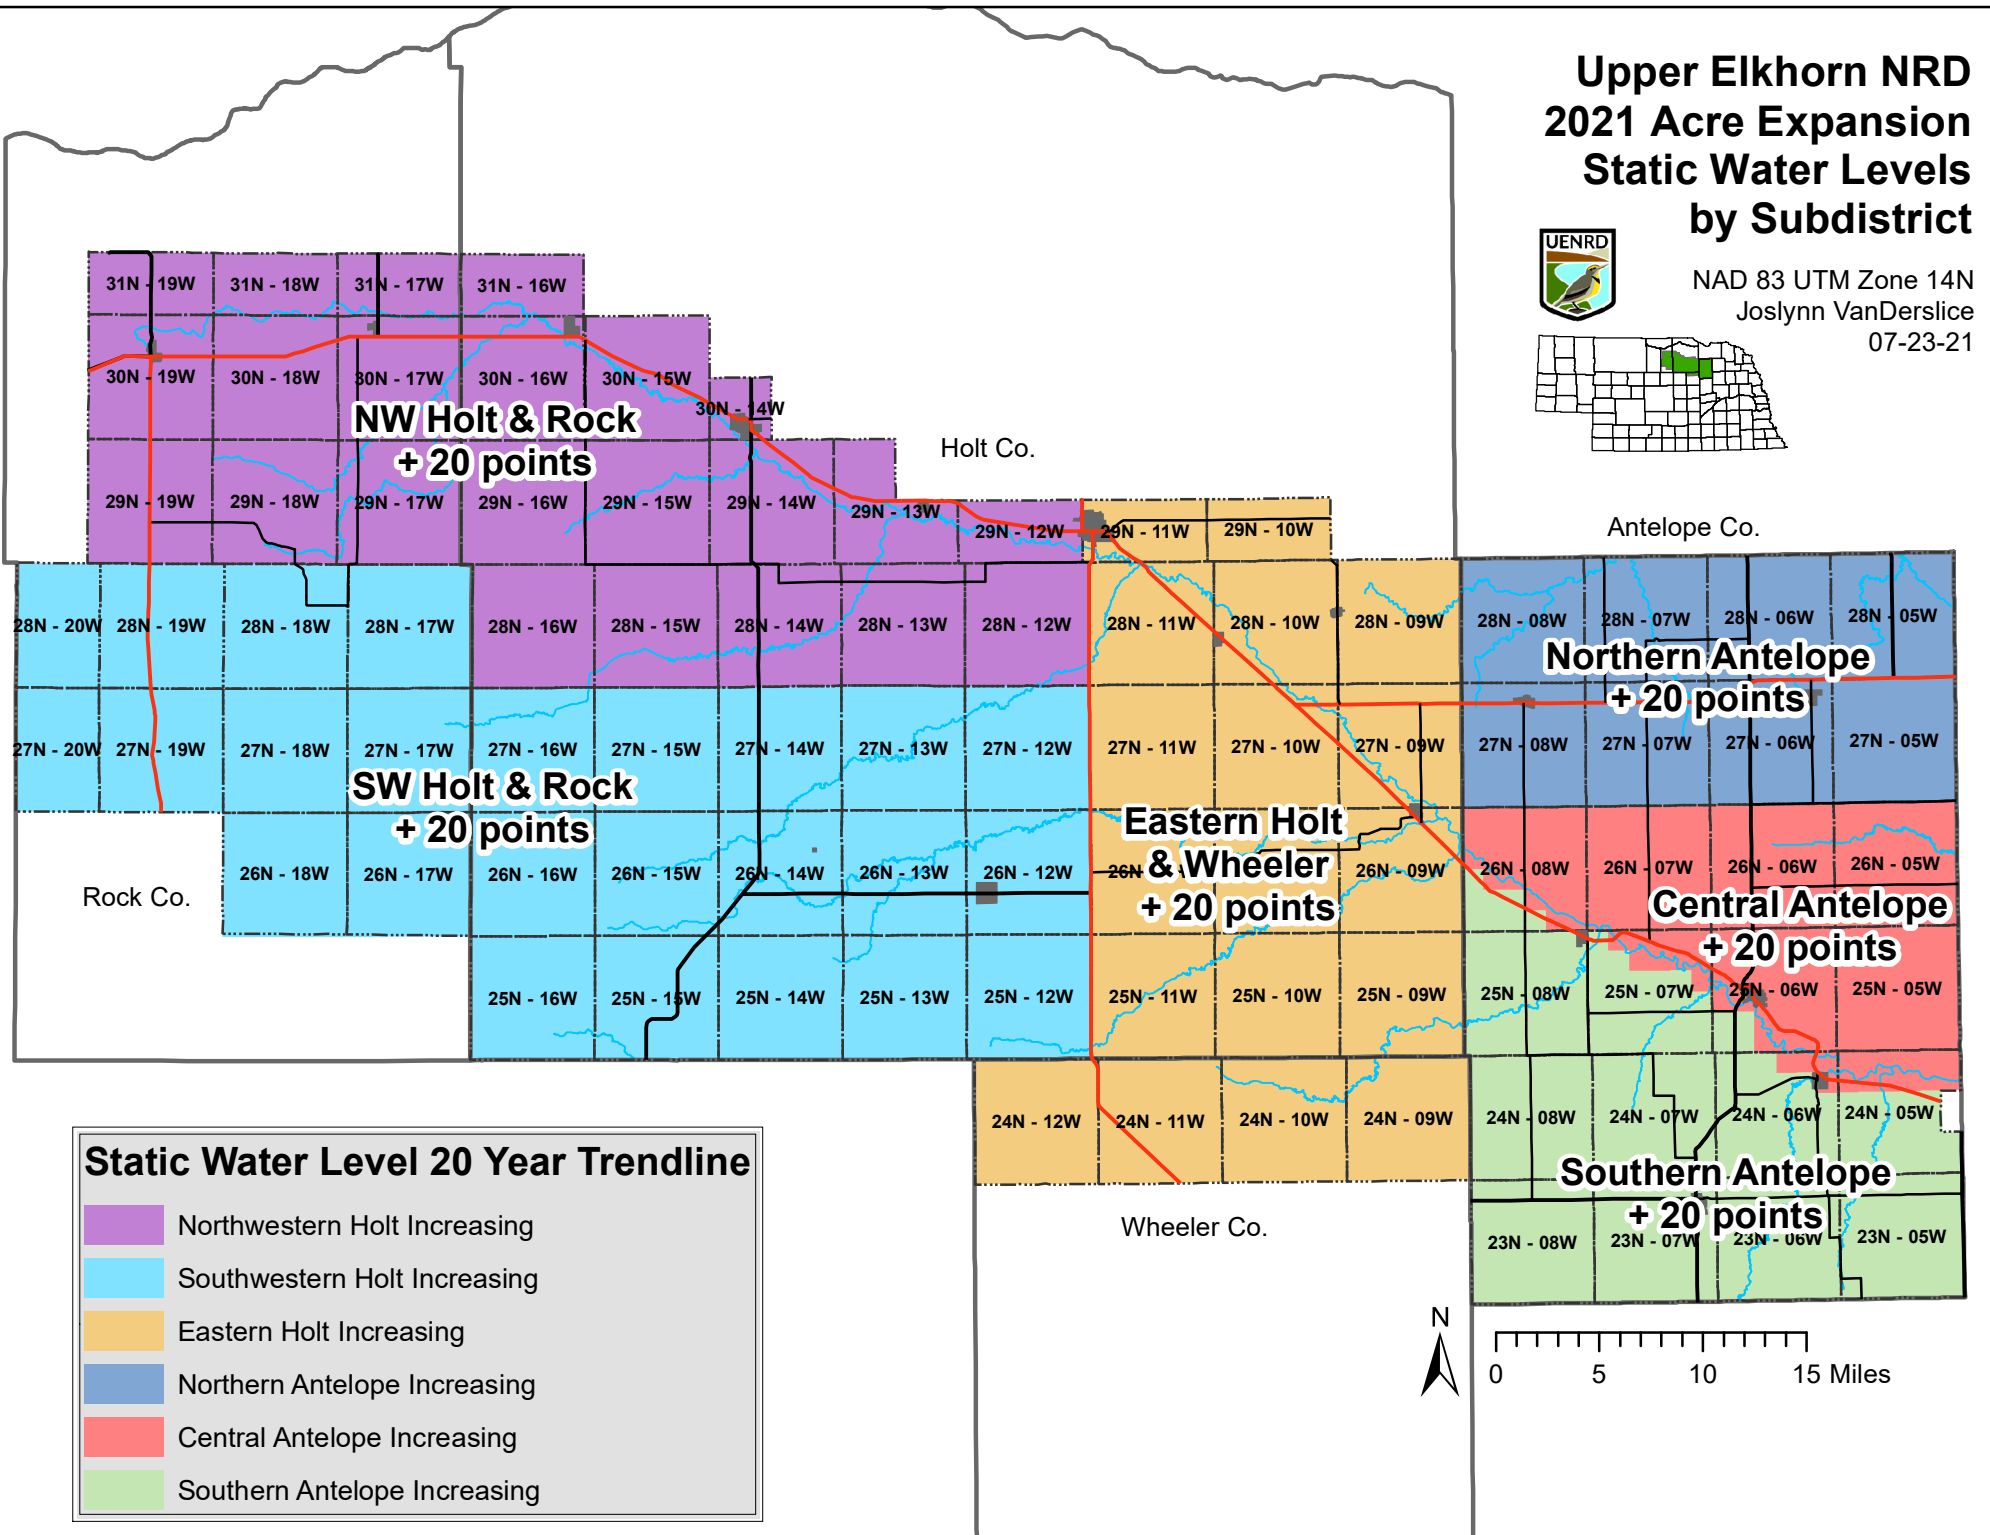 Upper Elkhorn NRD
2021 Acre Expansion
Static Water Levels
by Subdistrict
UENRD
NAD 83 UTM Zone 14N
Joslynn VanDerslice
07-23-21
31N - 19W
31N - 18W
31N - 17W
31N - 16W
30N - 19W
30N - 18W
30N - 17W
30N - 16W
30N - 15W
30N - 14W
NW Holt & Rock
+ 20 points
Holt Co.
29N - 19W
29N - 18W
29N - 17W
29N - 16W
29N - 15W
29N - 14W
29N - 13W
29N - 12W
29N - 11W
29N - 10W
Antelope Co.
28N - 20W
28N - 19W
28N - 18W
28N - 17W
28N - 16W
28N - 15W
28N - 14W
28N - 13W
28N - 12W
28N - 11W
28N - 10W
28N - 09W
28N - 08W
28N - 07W
28N - 06W
28N - 05W
Northern Antelope
+ 20 points
27N - 20W
27N - 19W
27N - 18W
27N - 17W
27N - 16W
27N - 15W
27N - 14W
27N - 13W
27N - 12W
27N - 11W
27N - 10W
27N - 09W
27N - 08W
27N - 07W
27N - 06W
27N - 05W
SW Holt & Rock
+ 20 points
Eastern Holt
& Wheeler
+ 20 points
Rock Co.
26N - 18W
26N - 17W
26N - 16W
26N - 15W
26N - 14W
26N - 13W
26N - 12W
26N
26N - 09W
26N - 08W
26N - 07W
26N - 06W
26N - 05W
Central Antelope
+ 20 points
25N - 16W
25N - 15W
25N - 14W
25N - 13W
25N - 12W
25N - 11W
25N - 10W
25N - 09W
25N - 08W
25N - 07W
25N - 06W
25N - 05W
24N - 12W
24N - 11W
24N - 10W
24N - 09W
24N - 08W
24N - 07W
24N - 06W
24N - 05W
Southern Antelope
+ 20 points
23N - 08W
23N - 07W
23N - 06W
23N - 05W
Wheeler Co.
Static Water Level 20 Year Trendline
Northwestern Holt Increasing
Southwestern Holt Increasing
Eastern Holt Increasing
Northern Antelope Increasing
Central Antelope Increasing
Southern Antelope Increasing
N
0 5 10 15 Miles